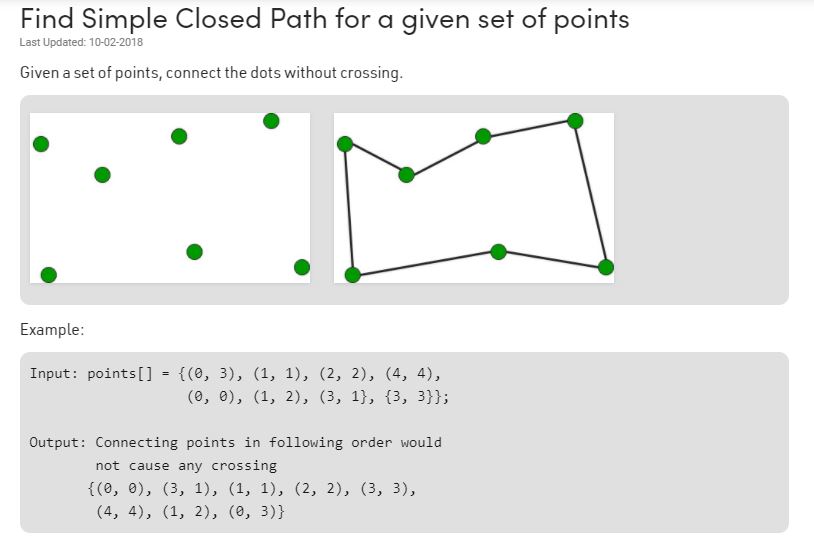 Find Simple Closed Path for a given set of points
Last Updated: 10-02-2018
Given a set of points, connect the dots without crossing.
Example:
Input: points[] = {(0, 3), (1, 1), (2, 2), (4, 4),
(0, 0), (1, 2), (3, 1}, {3, 3}};
Output: Connecting points in following order would
not cause any crossing
{(0, 0), (3, 1), (1, 1), (2, 2), (3, 3),
(4, 4), (1, 2), (0, 3)}